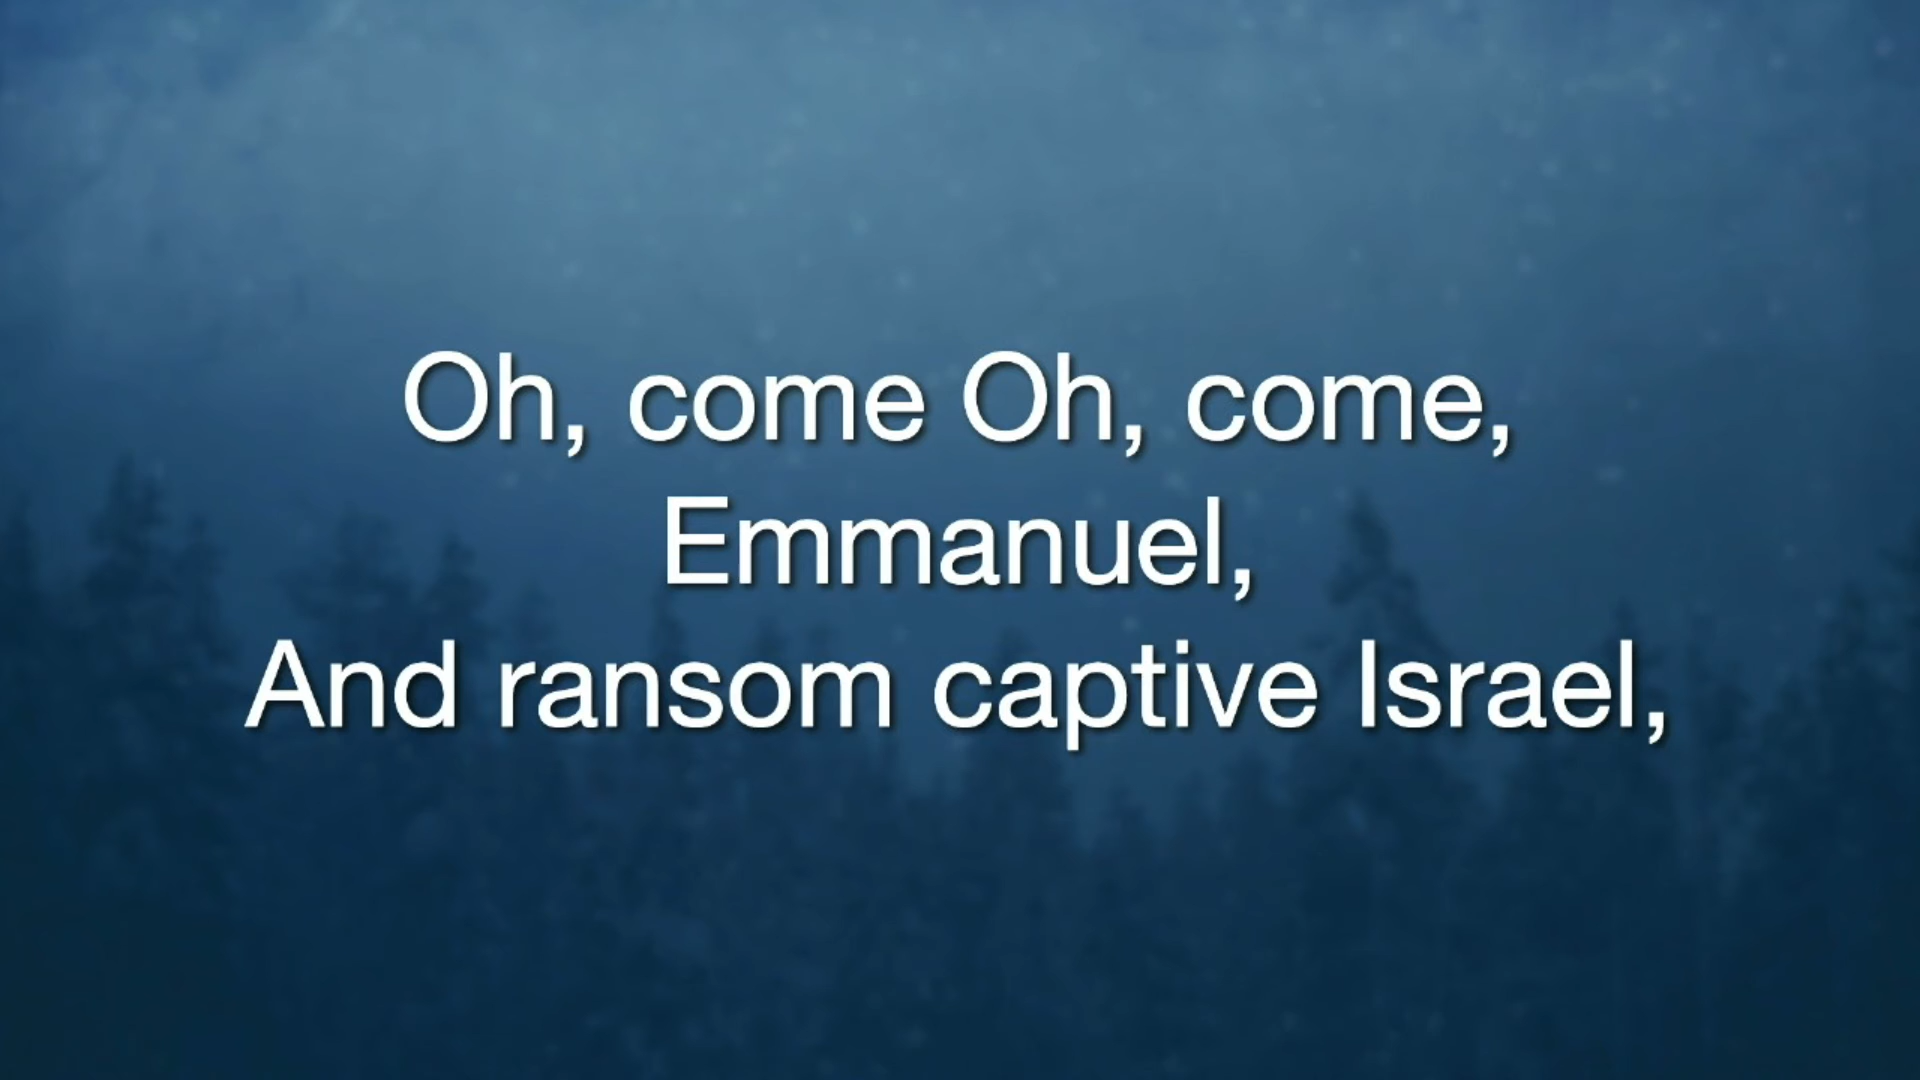 Oh, come Oh, come,
Emmanuel,
And ransom captive Israel,